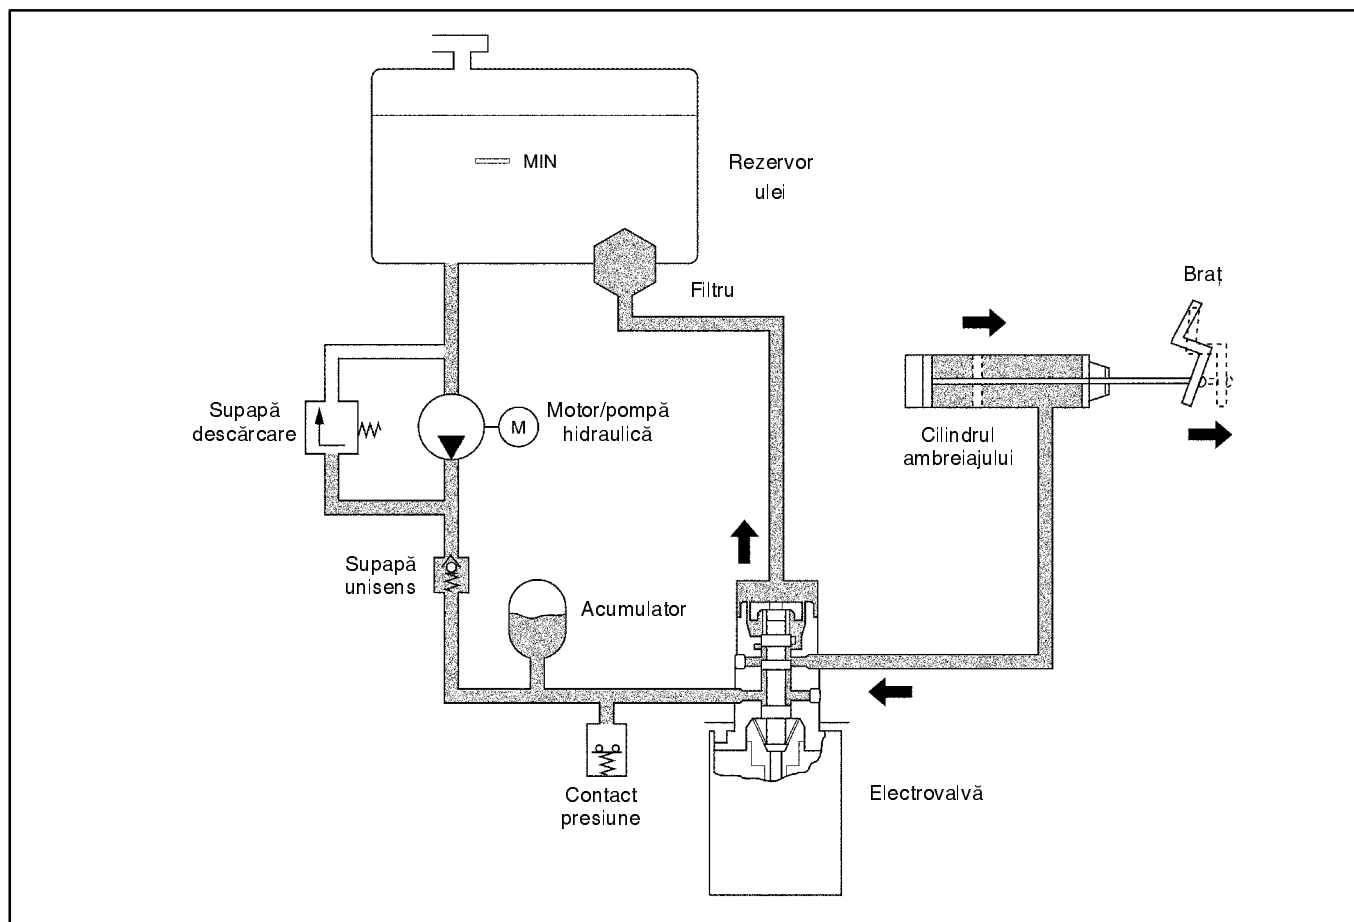 MIN
Rezervor
ulei
Filtru
Braț
Supapă
descărcare
Motor/pompă
hidraulică
M
Cilindrul
ambreiajului
Supapă
unisens
Acumulator
Contact
presiune
Electrovalvă